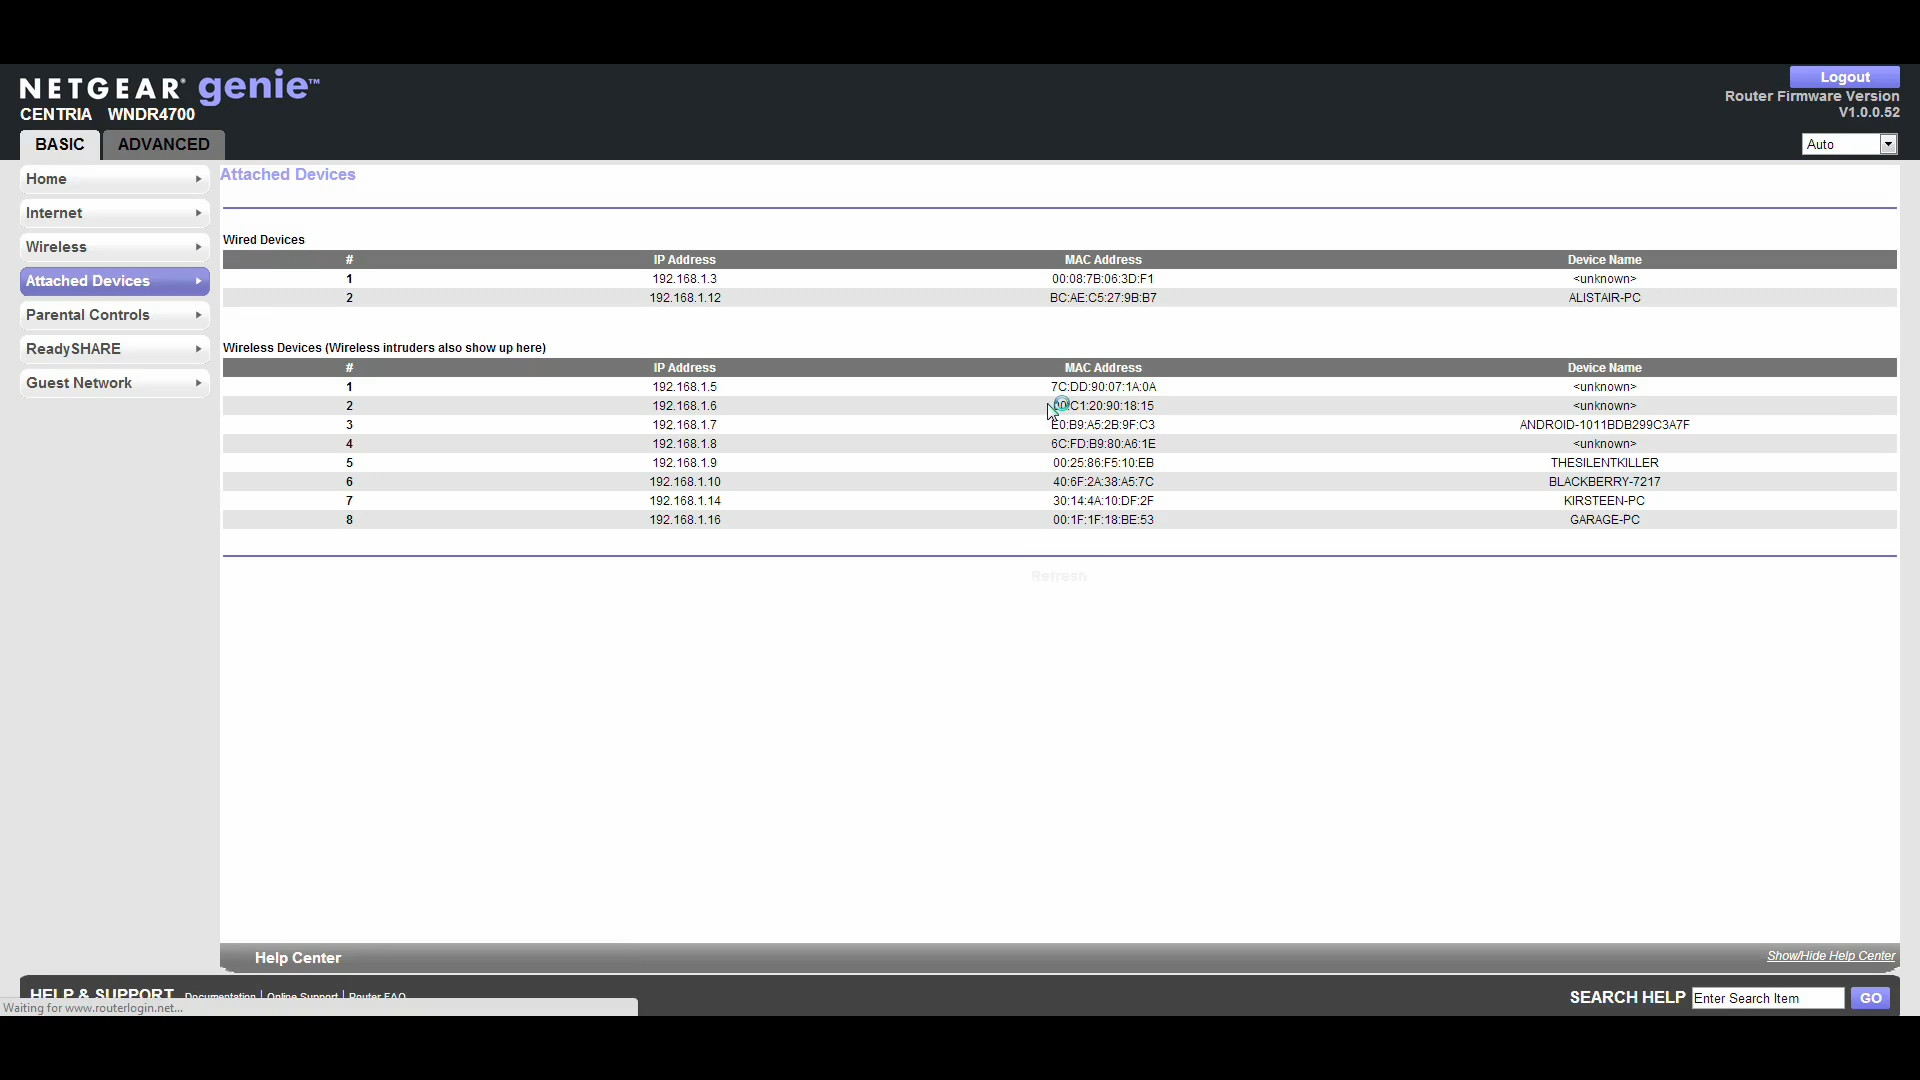 NETGEAR® genie™
CENTRIA WNDR4700
Logout
Router Firmware Version
V1.0.0.52
BASIC
ADVANCED
Auto
Home
Internet
Wireless
Attached Devices
Parental Controls
ReadySHARE
Guest Network
Attached Devices
Wired Devices
# IP Address MAC Address Device Name
1 192.168.1.3 00:08:7B:06:3D:F1 <unknown>
2 192.168.1.12 BC:AE:C5:27:9B:B7 ALISTAIR-PC
Wireless Devices (Wireless intruders also show up here)
# IP Address MAC Address Device Name
1 192.168.1.5 7C:DD:90:07:1A:0A <unknown>
2 192.168.1.6 <unknown>
3 192.168.1.7 E0:B9:A5:2B:9F:C3 ANDROID-1011BDB299C3A7F
4 192.168.1.8 6C:FD:B9:80:A6:1E <unknown>
5 192.168.1.9 00:25:86:F5:10:EB THESILENTKILLER
6 192.168.1.10 40:6F:2A:38:A5:7C BLACKBERRY-7217
7 192.168.1.14 30:14:4A:10:DF:2F KIRSTEEN-PC
8 192.168.1.16 00:1F:1F:18:BE:53 GARAGE-PC
Refresh
Help Center
Show/Hide Help Center
HELP & SUPPORT Documentation | Online Support | Router FAQ
SEARCH HELP Enter Search Item GO
Waiting for www.routerlogin.net...